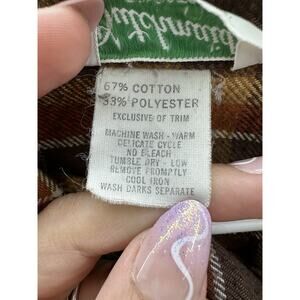 Dutchmaid
67% COTTON
33% POLYESTER
EXCLUSIVE OF TRIM
MACHINE WASH - WARM
DELICATE CYCLE
NO BLEACH
TUMBLE DRY - LOW
REMOVE PROMPTLY
COOL IRON
WASH DARKS SEPARATE